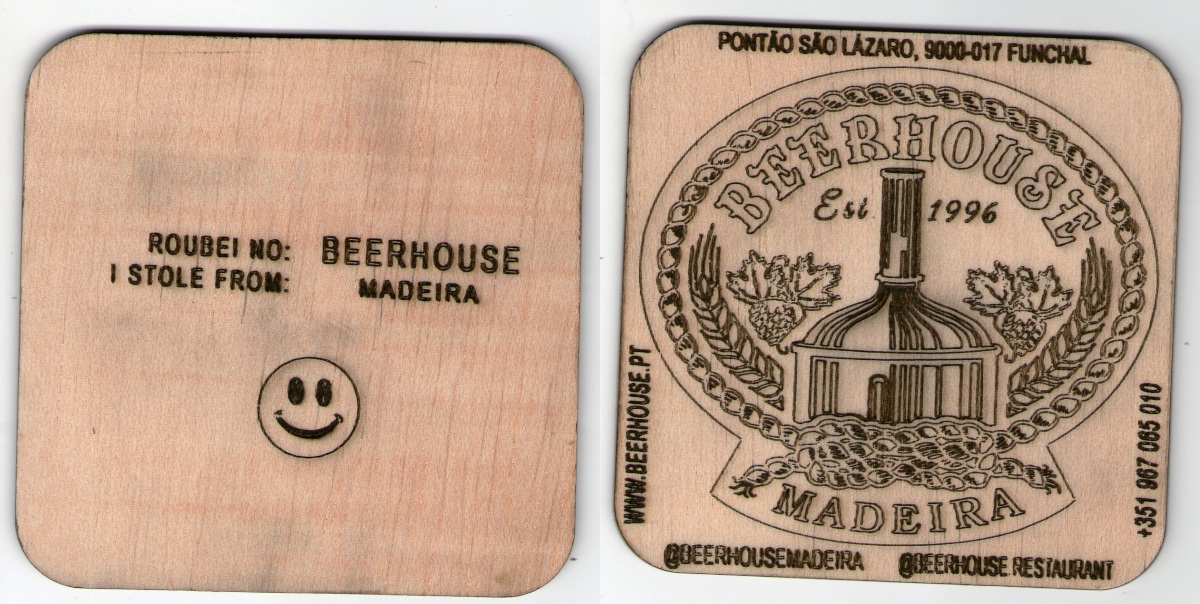 ROUBEI NO: BEERHOUSE
I STOLE FROM: MADEIRA
PONTÃO SÃO LÁZARO, 9000-017 FUNCHAL
BEERHOUSE
Est 1996
MADEIRA
WWW.BEERHOUSE.PT
+351 967 065 010
@BEERHOUSEMADEIRA @BEERHOUSE RESTAURANT